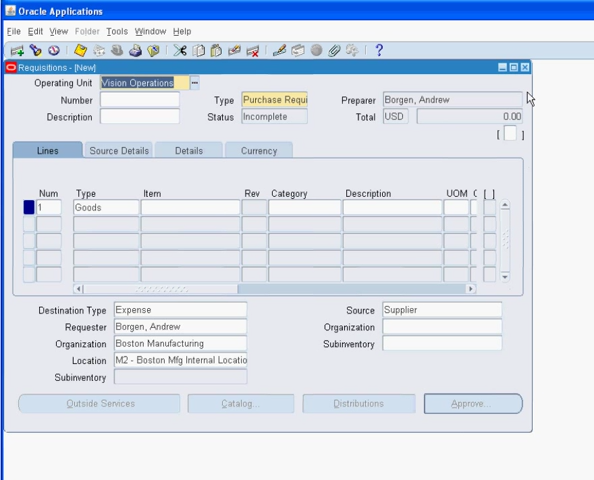 Oracle Applications
File Edit View Folder Tools Window Help
Requisitions - [New]
Operating Unit Vision Operations
Number Type Purchase Requi Preparer Borgen, Andrew
Description Status Incomplete Total USD 0.00
[ ]
Lines Source Details Details Currency
Num Type Item Rev Category Description UOM [ ]
1 Goods
Destination Type Expense Source Supplier
Requester Borgen, Andrew Organization
Organization Boston Manufacturing Subinventory
Location M2 - Boston Mfg Internal Locatio
Subinventory
Outside Services Catalog... Distributions Approve...